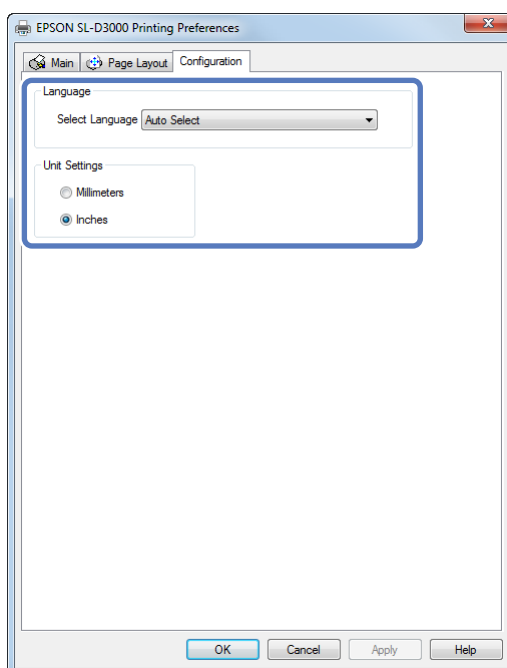 EPSON SL-D3000 Printing Preferences
Main Page Layout Configuration
Language
Select Language Auto Select
Unit Settings
Millimeters
Inches
OK Cancel Apply Help